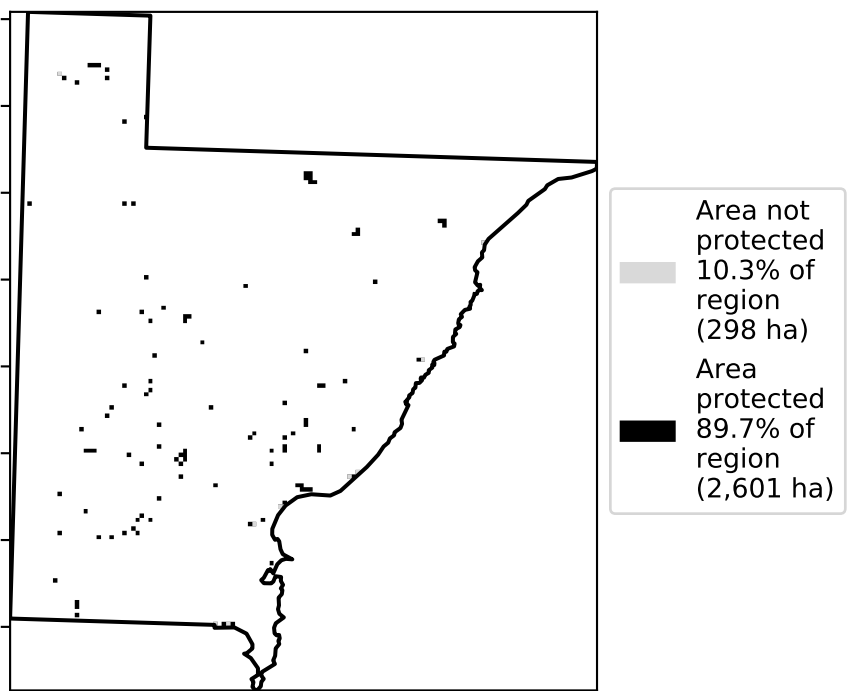 Area not
protected
10.3% of
region
(298 ha)
Area
protected
89.7% of
region
(2,601 ha)